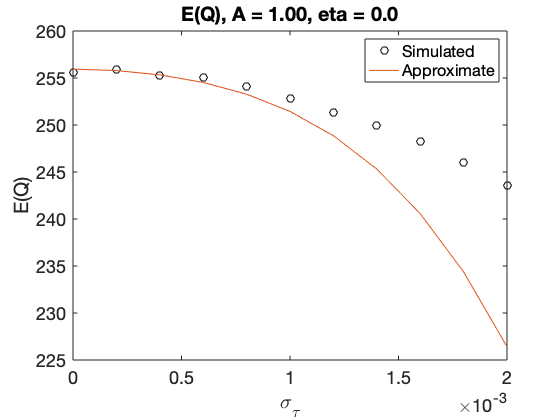 E(Q), A = 1.00, eta = 0.0
260
255
250
245
240
235
230
225
E(Q)
Simulated
Approximate
0
0.5
1
1.5
2
×10⁻³
σ_τ